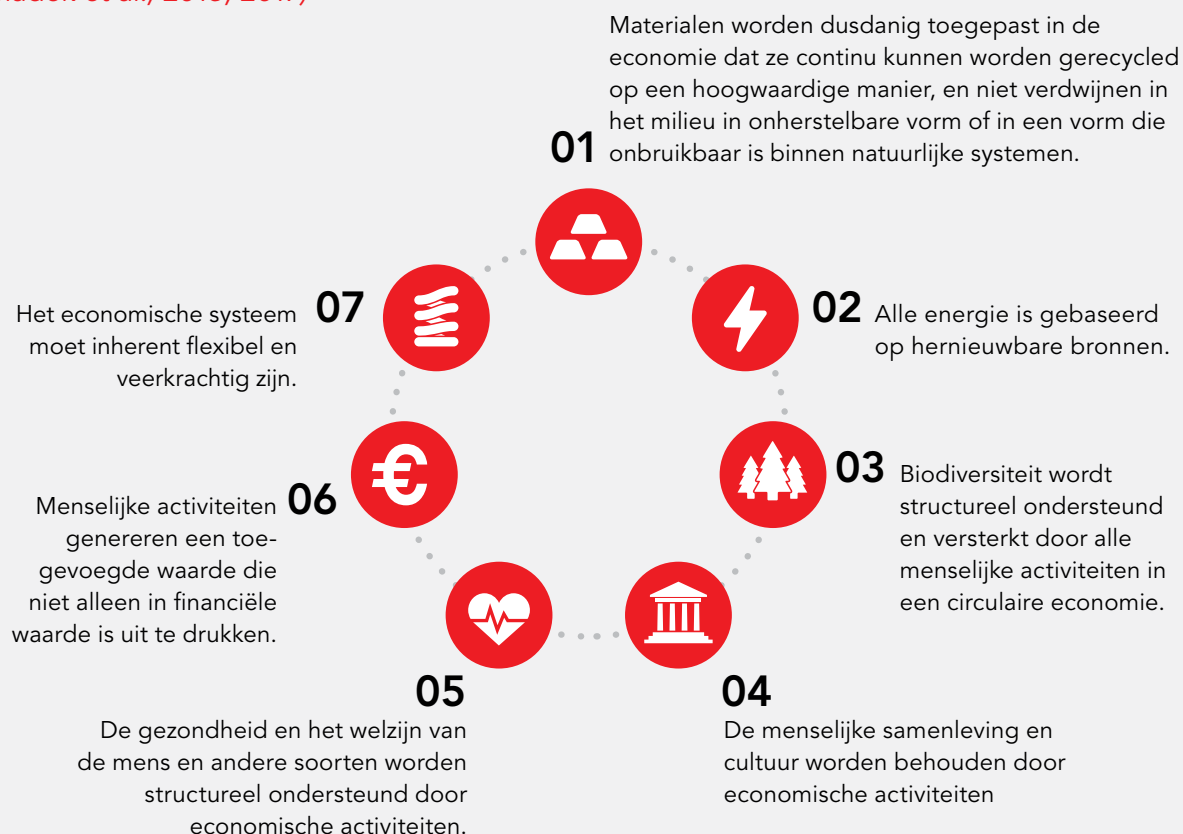 et al., 2015, 2017)
Materialen worden dusdanig toegepast in de
economie dat ze continu kunnen worden gerecycled
op een hoogwaardige manier, en niet verdwijnen in
het milieu in onherstelbare vorm of in een vorm die
01 onbruikbaar is binnen natuurlijke systemen.
02 Alle energie is gebaseerd
op hernieuwbare bronnen.
03 Biodiversiteit wordt
structureel ondersteund
en versterkt door alle
menselijke activiteiten in
een circulaire economie.
04
De menselijke samenleving en
cultuur worden behouden door
economische activiteiten
05
De gezondheid en het welzijn van
de mens en andere soorten worden
structureel ondersteund door
economische activiteiten.
Menselijke activiteiten 06
genereren een toe-
gevoegde waarde die
niet alleen in financiële
waarde is uit te drukken.
Het economische systeem 07
moet inherent flexibel en
veerkrachtig zijn.
€